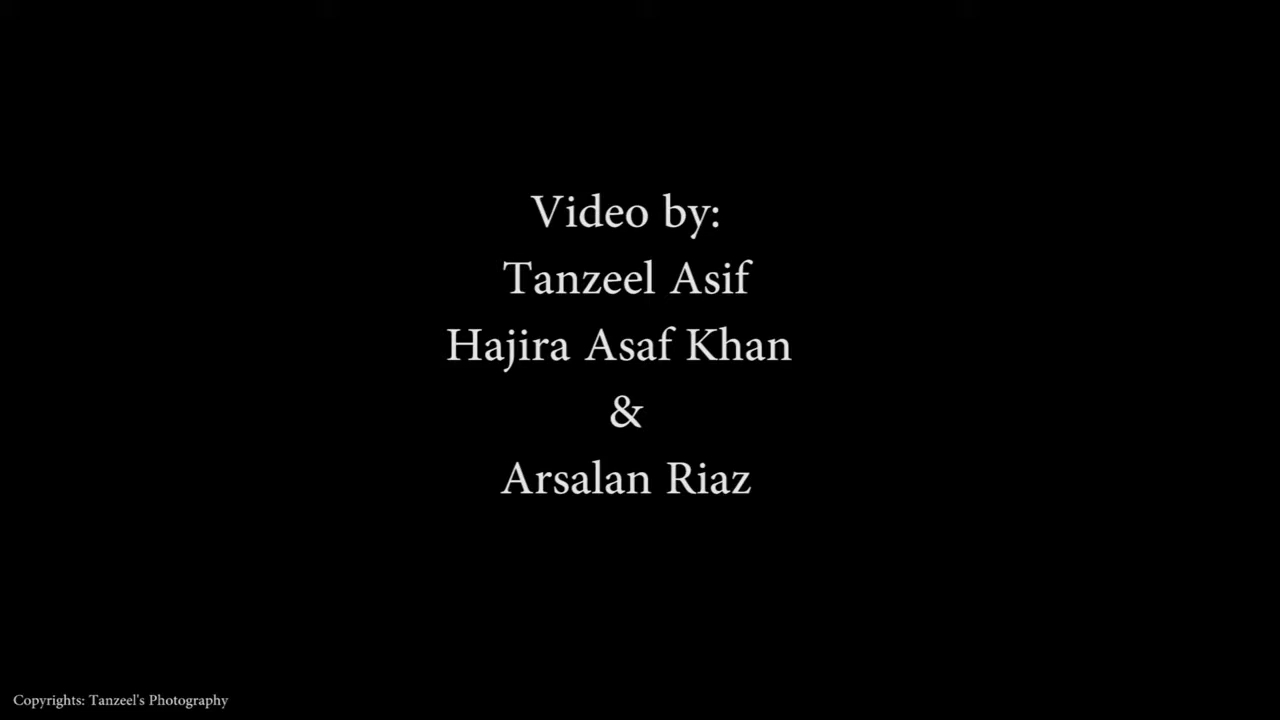 Video by:
Tanzeel Asif
Hajira Asaf Khan
&
Arsalan Riaz
Copyrights: Tanzeel's Photography